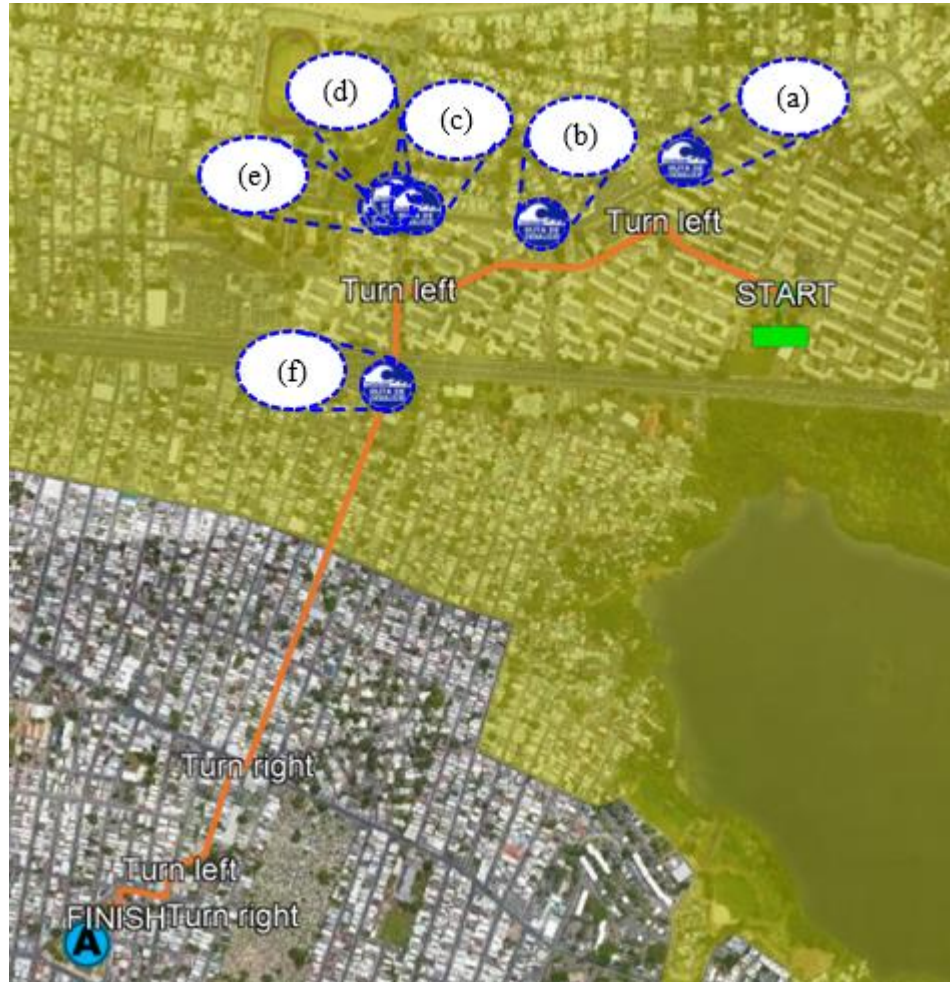 (a)
(d)
(c)
(b)
(e)
Turn left
START
Turn left
(f)
Turn right
Turn left
FINISH
Turn right
A